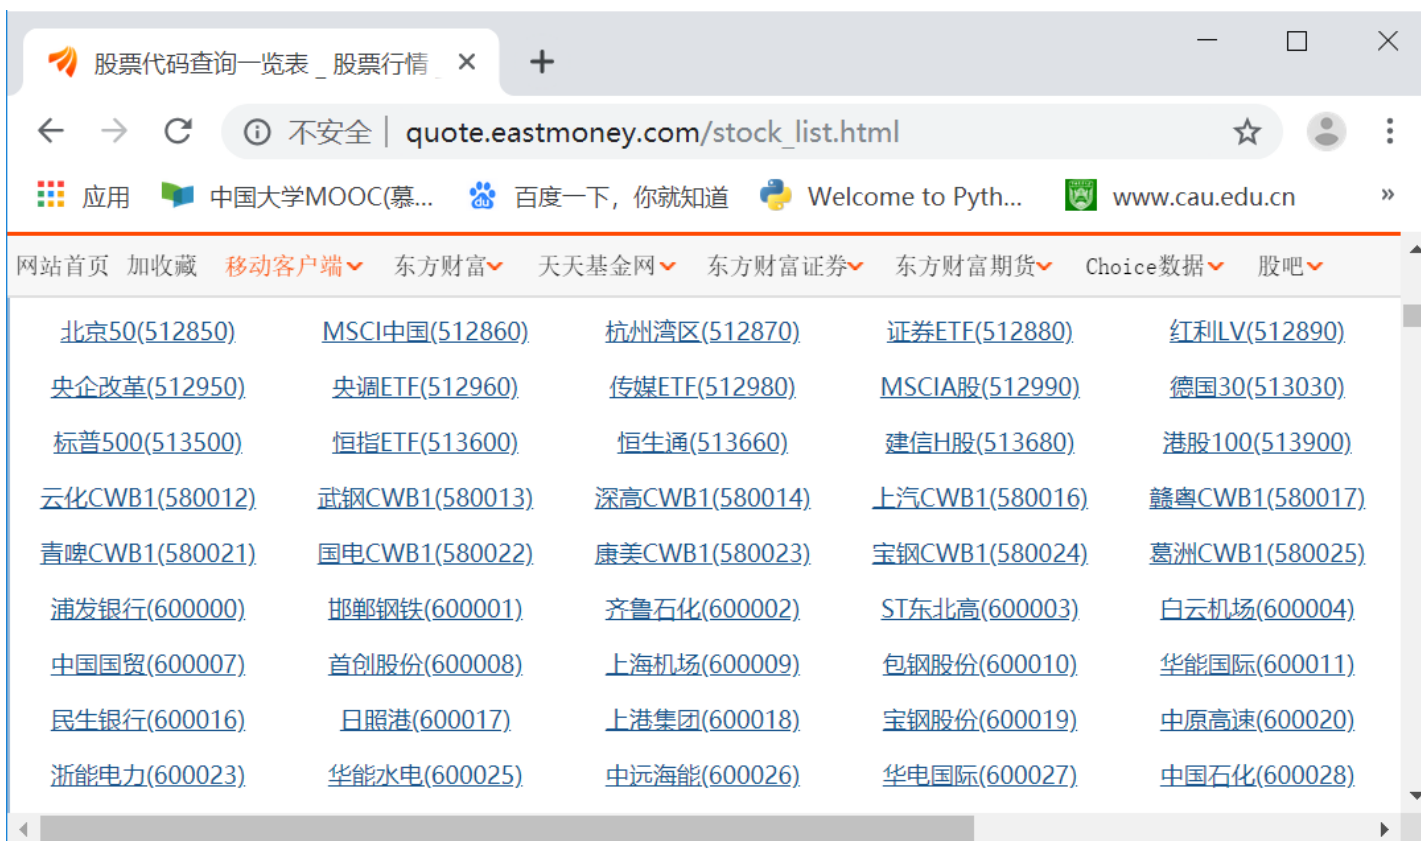 股票代码查询一览表 _ 股票行情 _
不安全 | quote.eastmoney.com/stock_list.html
应用 中国大学MOOC(慕... 百度一下，你就知道 Welcome to Pyth... www.cau.edu.cn »
网站首页 加收藏 移动客户端 东方财富 天天基金网 东方财富证券 东方财富期货 Choice数据 股吧
北京50(512850) MSCI中国(512860) 杭州湾区(512870) 证券ETF(512880) 红利LV(512890)
央企改革(512950) 央调ETF(512960) 传媒ETF(512980) MSCIA股(512990) 德国30(513030)
标普500(513500) 恒指ETF(513600) 恒生通(513660) 建信H股(513680) 港股100(513900)
云化CWB1(580012) 武钢CWB1(580013) 深高CWB1(580014) 上汽CWB1(580016) 赣粤CWB1(580017)
青啤CWB1(580021) 国电CWB1(580022) 康美CWB1(580023) 宝钢CWB1(580024) 葛洲CWB1(580025)
浦发银行(600000) 邯郸钢铁(600001) 齐鲁石化(600002) ST东北高(600003) 白云机场(600004)
中国国贸(600007) 首创股份(600008) 上海机场(600009) 包钢股份(600010) 华能国际(600011)
民生银行(600016) 日照港(600017) 上港集团(600018) 宝钢股份(600019) 中原高速(600020)
浙能电力(600023) 华能水电(600025) 中远海能(600026) 华电国际(600027) 中国石化(600028)